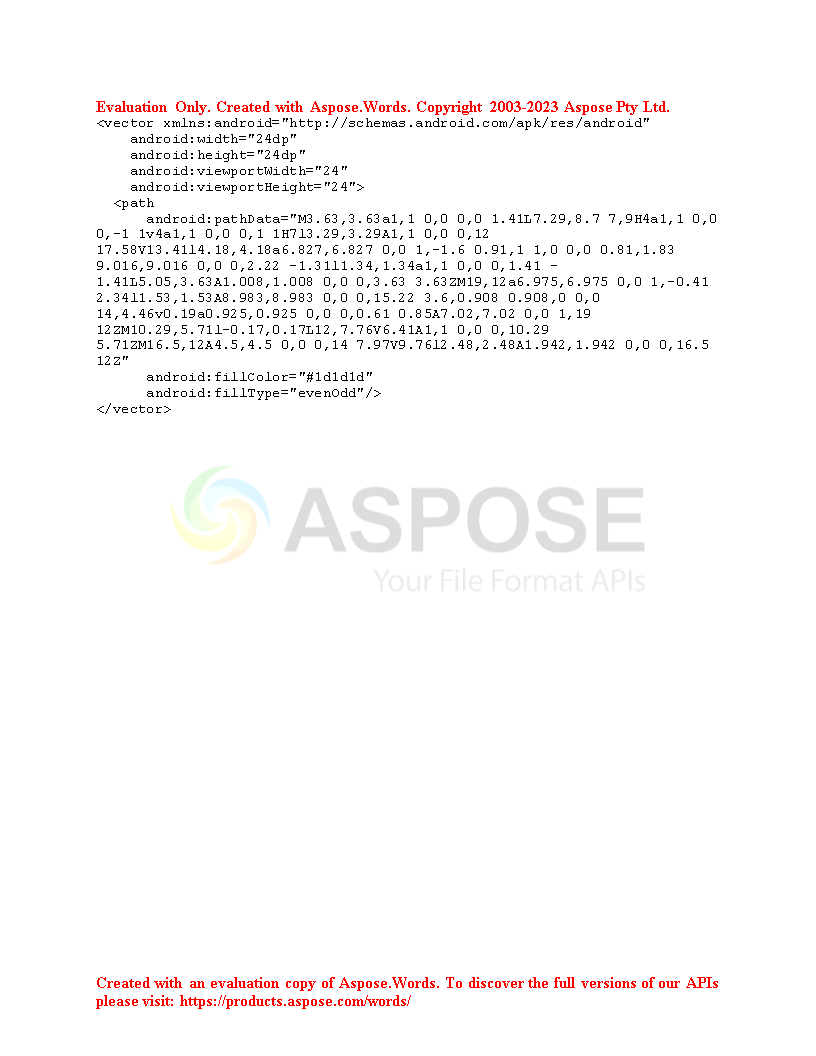 Evaluation Only. Created with Aspose.Words. Copyright 2003-2023 Aspose Pty Ltd.
<vector xmlns:android="http://schemas.android.com/apk/res/android"
    android:width="24dp"
    android:height="24dp"
    android:viewportWidth="24"
    android:viewportHeight="24">
  <path
      android:pathData="M3.63,3.63a1,1 0,0 0,0 1.41L7.29,8.7 7,9H4a1,1 0,0
0,-1 1v4a1,1 0,0 0,1 1H7l3.29,3.29A1,1 0,0 0,12
17.58V13.41l4.18,4.18a6.827,6.827 0,0 1,-1.6 0.91,1 1,0 0,0 0.81,1.83
9.016,9.016 0,0 0,2.22 -1.31l1.34,1.34a1,1 0,0 0,1.41 -
1.41L5.05,3.63A1.008,1.008 0,0 0,3.63 3.63ZM19,12a6.975,6.975 0,0 1,-0.41
2.34l1.53,1.53A8.983,8.983 0,0 0,15.22 3.6,0.908 0.908,0 0,0
14,4.46v0.19a0.925,0.925 0,0 0,0.61 0.85A7.02,7.02 0,0 1,19
12ZM10.29,5.71l-0.17,0.17L12,7.76V6.41A1,1 0,0 0,10.29
5.71ZM16.5,12A4.5,4.5 0,0 0,14 7.97V9.76l2.48,2.48A1.942,1.942 0,0 0,16.5
12Z"
      android:fillColor="#1d1d1d"
      android:fillType="evenOdd"/>
</vector>
ASPOSE
Your File Format APIs
Created with an evaluation copy of Aspose.Words. To discover the full versions of our APIs
please visit: https://products.aspose.com/words/